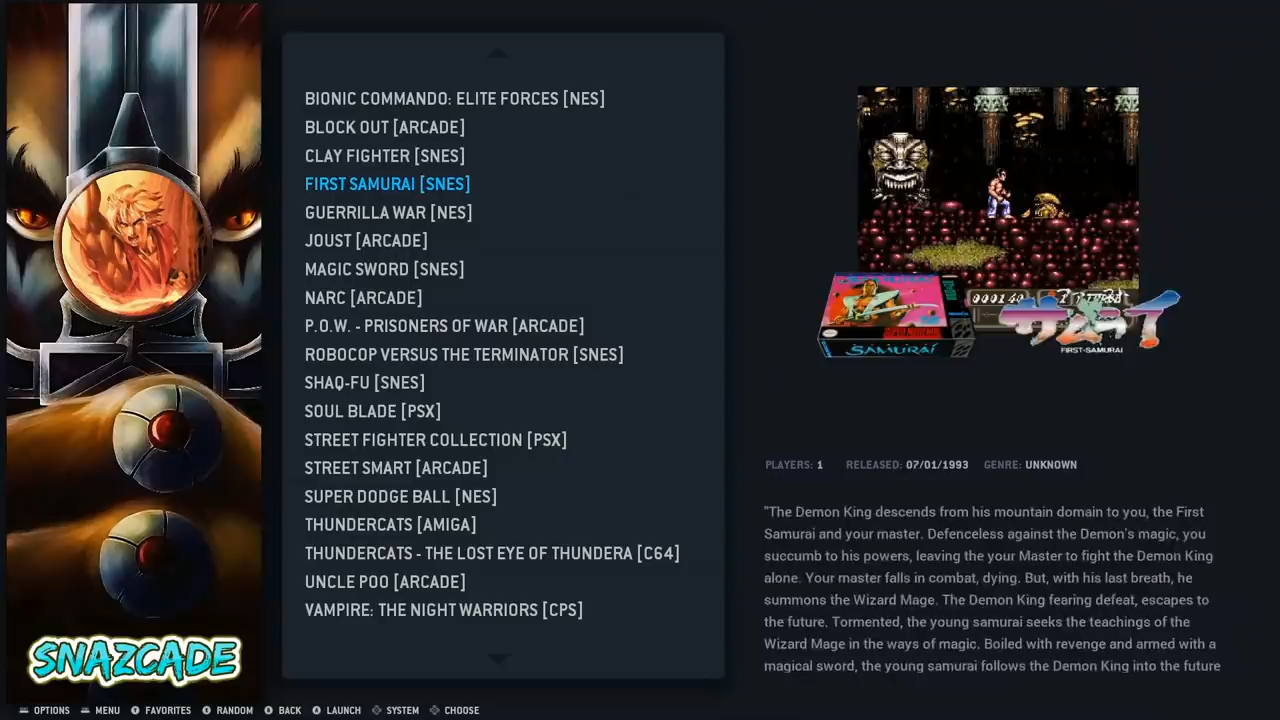 BIONIC COMMANDO: ELITE FORCES [NES]
BLOCK OUT [ARCADE]
CLAY FIGHTER [SNES]
FIRST SAMURAI [SNES]
GUERRILLA WAR [NES]
JOUST [ARCADE]
MAGIC SWORD [SNES]
NARC [ARCADE]
P.O.W. - PRISONERS OF WAR [ARCADE]
ROBOCOP VERSUS THE TERMINATOR [SNES]
SHAQ-FU [SNES]
SOUL BLADE [PSX]
STREET FIGHTER COLLECTION [PSX]
STREET SMART [ARCADE]
SUPER DODGE BALL [NES]
THUNDERCATS [AMIGA]
THUNDERCATS - THE LOST EYE OF THUNDERA [C64]
UNCLE POO [ARCADE]
VAMPIRE: THE NIGHT WARRIORS [CPS]
000140
SAMURAI
サムライ
FIRST-SAMURAI
PLAYERS: 1 RELEASED: 07/01/1993 GENRE: UNKNOWN
"The Demon King descends from his mountain domain to you, the First
Samurai and your master. Defenceless against the Demon's magic, you
succumb to his powers, leaving the your Master to fight the Demon King
alone. Your master falls in combat, dying. But, with his last breath, he
summons the Wizard Mage. The Demon King fearing defeat, escapes to
the future. Tormented, the young samurai seeks the teachings of the
Wizard Mage in the ways of magic. Boiled with revenge and armed with a
magical sword, the young samurai follows the Demon King into the future
SNAZCADE
OPTIONS MENU FAVORITES RANDOM BACK LAUNCH SYSTEM CHOOSE